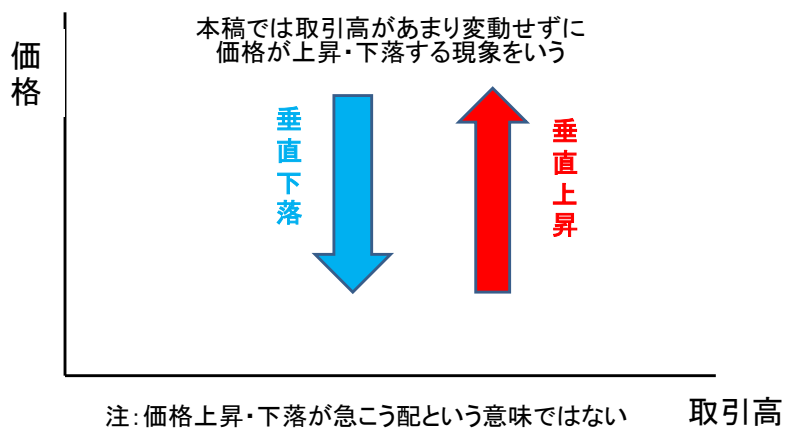 本稿では取引高があまり変動せずに
価格が上昇・下落する現象をいう
価格
垂直下落
垂直上昇
注:価格上昇・下落が急こう配という意味ではない
取引高